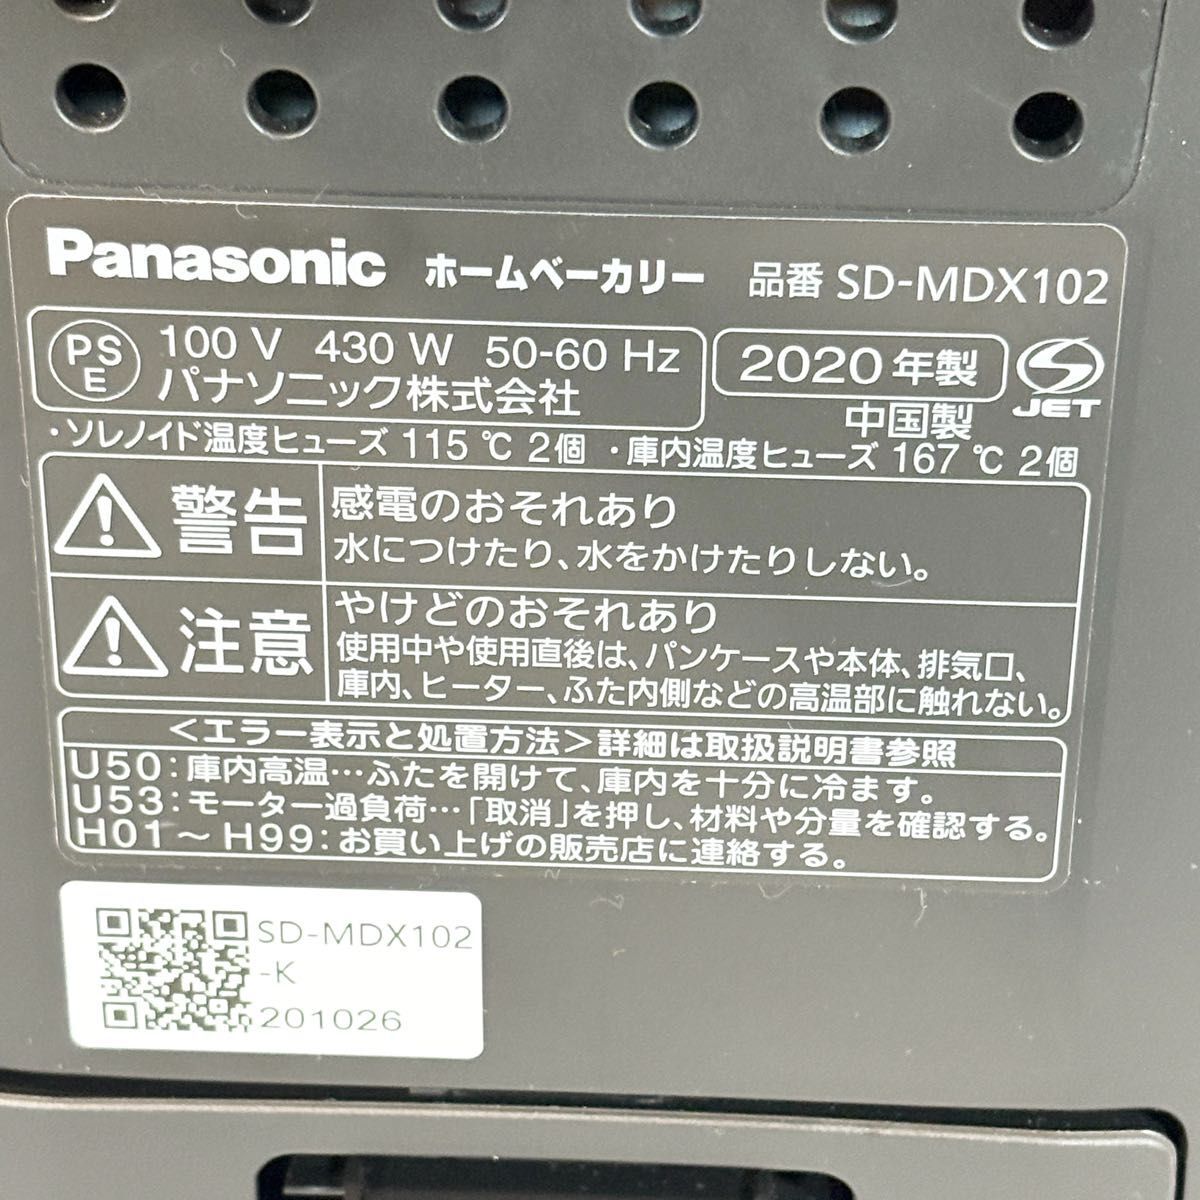 Panasonic ホームベーカリー 品番 SD-MDX102
PS
E
100 V 430 W 50-60 Hz
パナソニック株式会社
2020年製
中国製
JET
・ソレノイド温度ヒューズ 115 ℃ 2個 ・庫内温度ヒューズ 167 ℃ 2個
警告
感電のおそれあり
水につけたり、水をかけたりしない。
注意
やけどのおそれあり
使用中や使用直後は、パンケースや本体、排気口、
庫内、ヒーター、ふた内側などの高温部に触れない。
<エラー表示と処置方法>詳細は取扱説明書参照
U50:庫内高温…ふたを開けて、庫内を十分に冷ます。
U53:モーター過負荷…「取消」を押し、材料や分量を確認する。
H01～H99:お買い上げの販売店に連絡する。
SD-MDX102
-K
201026